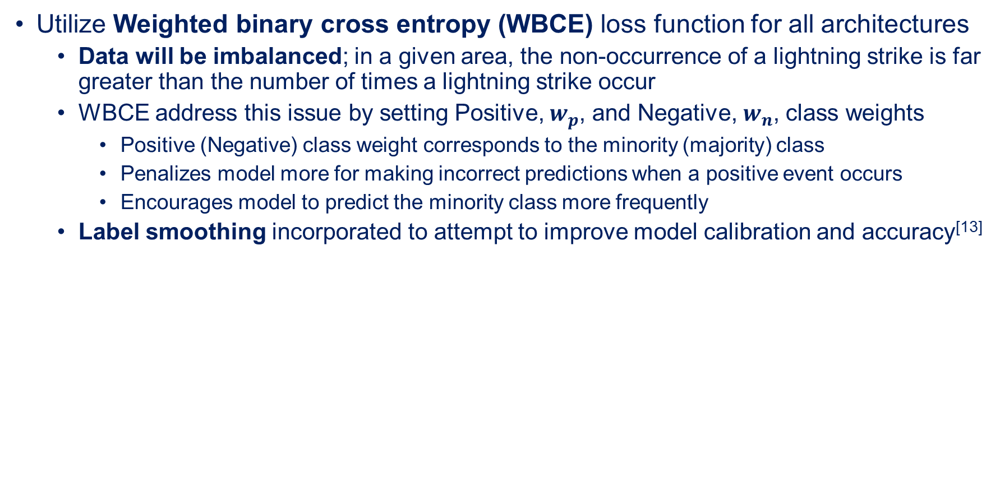 • Utilize Weighted binary cross entropy (WBCE) loss function for all architectures
• Data will be imbalanced; in a given area, the non-occurrence of a lightning strike is far
greater than the number of times a lightning strike occur
• WBCE address this issue by setting Positive, w_p, and Negative, w_n, class weights
• Positive (Negative) class weight corresponds to the minority (majority) class
• Penalizes model more for making incorrect predictions when a positive event occurs
• Encourages model to predict the minority class more frequently
• Label smoothing incorporated to attempt to improve model calibration and accuracy[13]